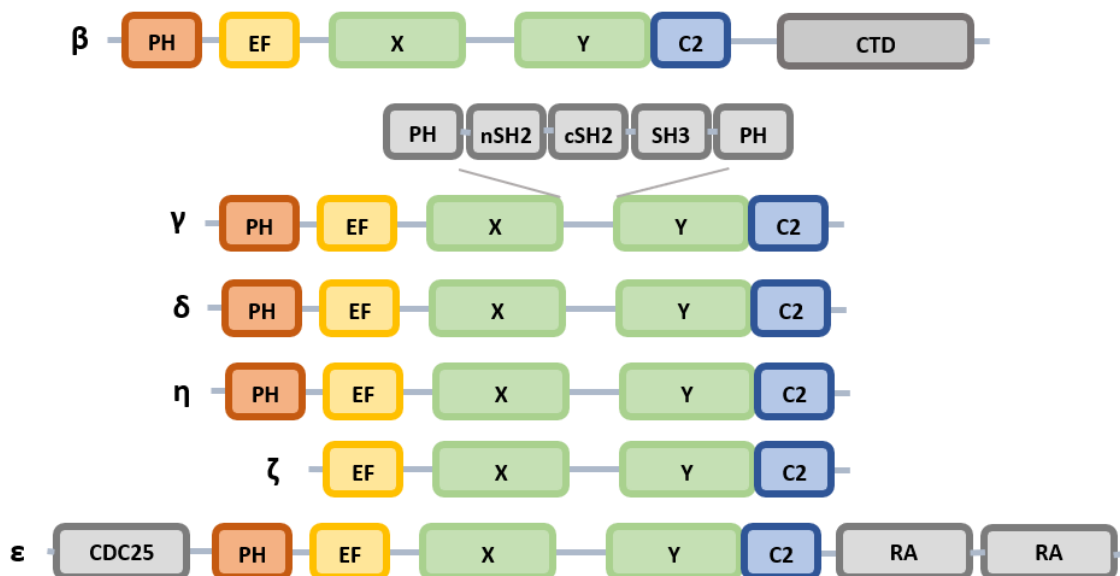 β PH EF X Y C2 CTD
PH nSH2 cSH2 SH3 PH
γ PH EF X Y C2
δ PH EF X Y C2
η PH EF X Y C2
ζ EF X Y C2
ε CDC25 PH EF X Y C2 RA RA